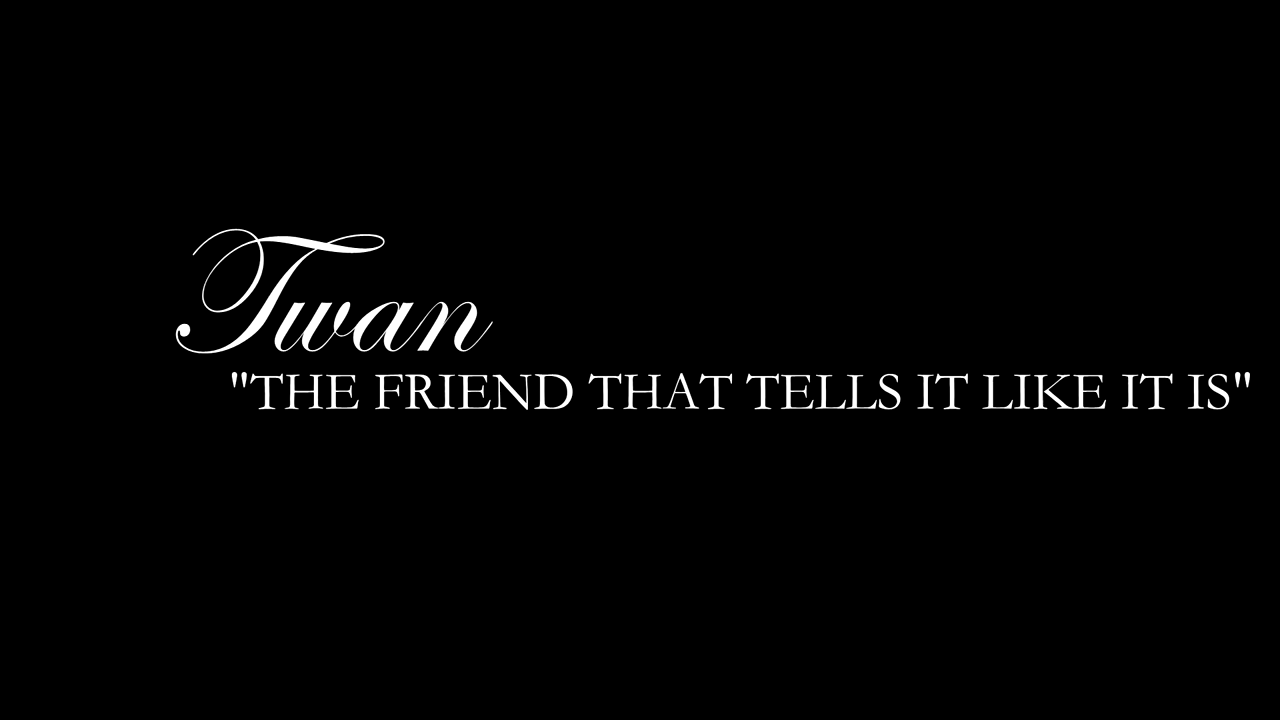 Twan
"THE FRIEND THAT TELLS IT LIKE IT IS"